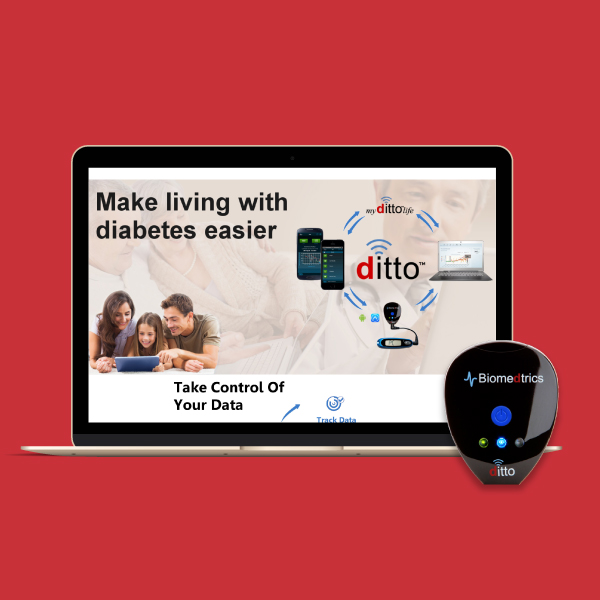 Make living with
diabetes easier
my ditto life
ditto™
Take Control Of
Your Data
Track Data
Biomedtrics
ditto